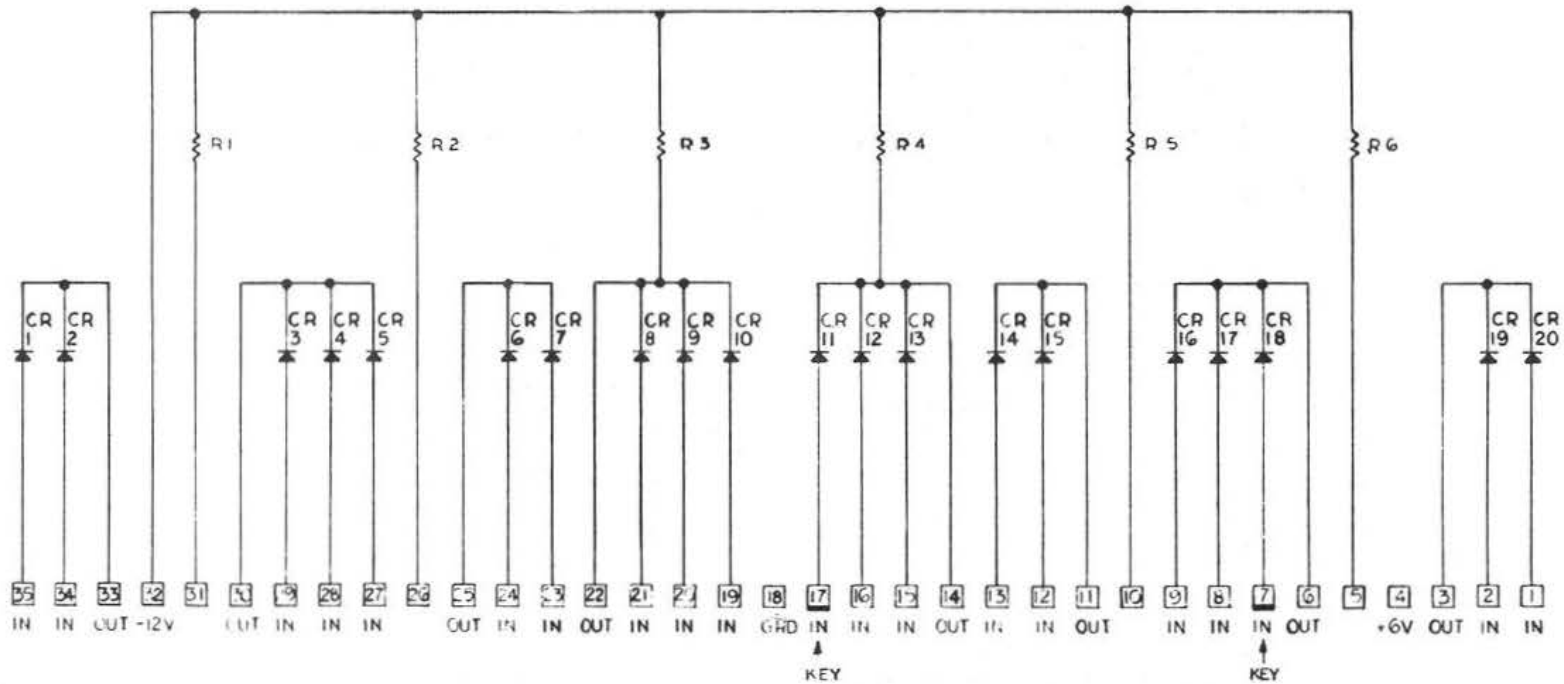 R1 R2 R3 R4 R5 R6
CR CR CR CR CR CR CR CR CR CR CR CR CR CR CR CR CR CR CR CR
1 2 3 4 5 6 7 8 9 10 11 12 13 14 15 16 17 18 19 20
35 34 33 32 31 30 29 28 27 26 25 24 23 22 21 20 19 18 17 16 15 14 13 12 11 10 9 8 7 6 5 4 3 2 1
IN IN OUT -12V OUT IN IN IN OUT IN IN OUT IN IN IN GRD IN IN IN OUT IN IN OUT IN IN IN OUT +6V OUT IN IN
KEY KEY